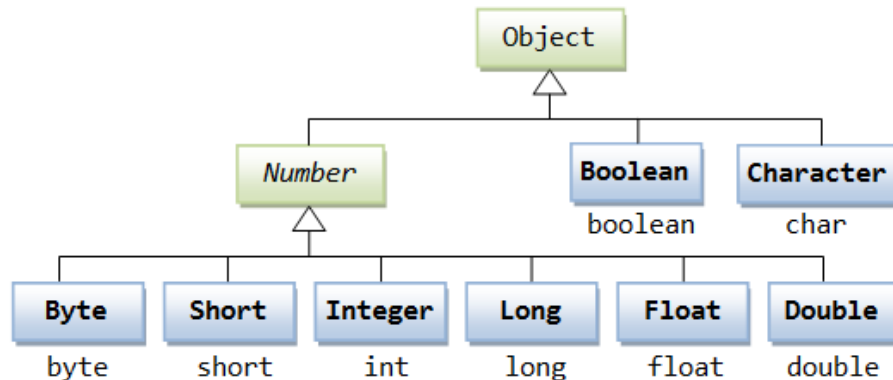 Object
Number
Boolean
Character
boolean
char
Byte
Short
Integer
Long
Float
Double
byte
short
int
long
float
double